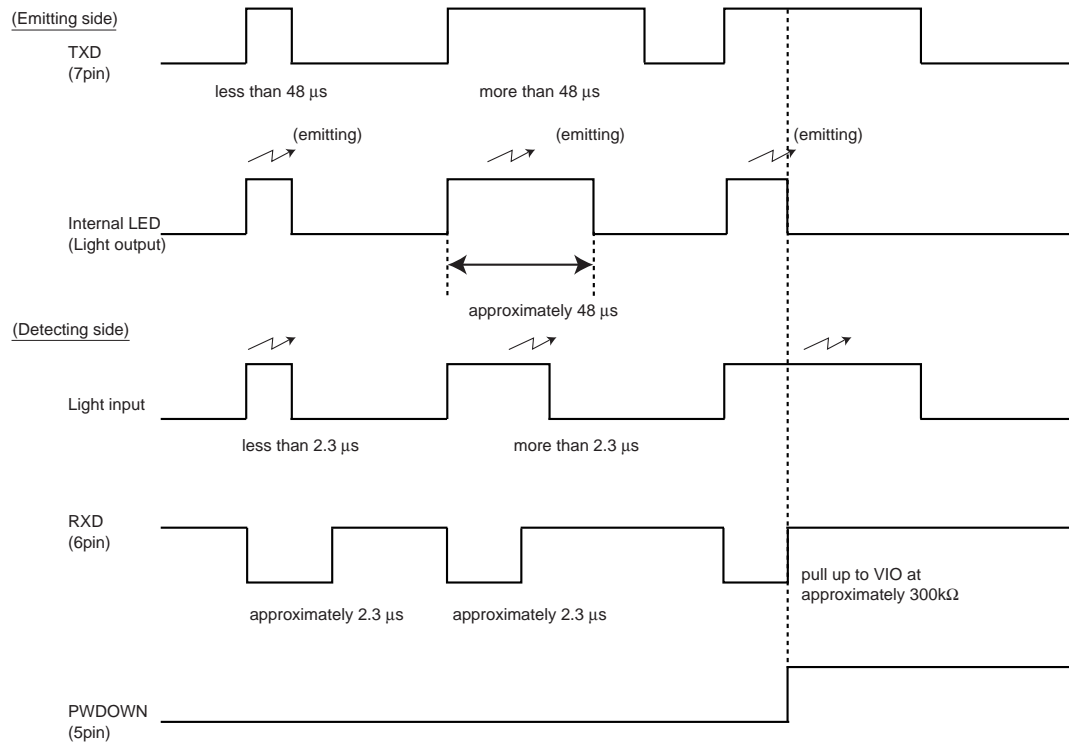 (Emitting side)
TXD
(7pin)
less than 48 μs
more than 48 μs
(emitting)
(emitting)
(emitting)
Internal LED
(Light output)
approximately 48 μs
(Detecting side)
Light input
less than 2.3 μs
more than 2.3 μs
RXD
(6pin)
approximately 2.3 μs
approximately 2.3 μs
pull up to VIO at
approximately 300kΩ
PWDOWN
(5pin)